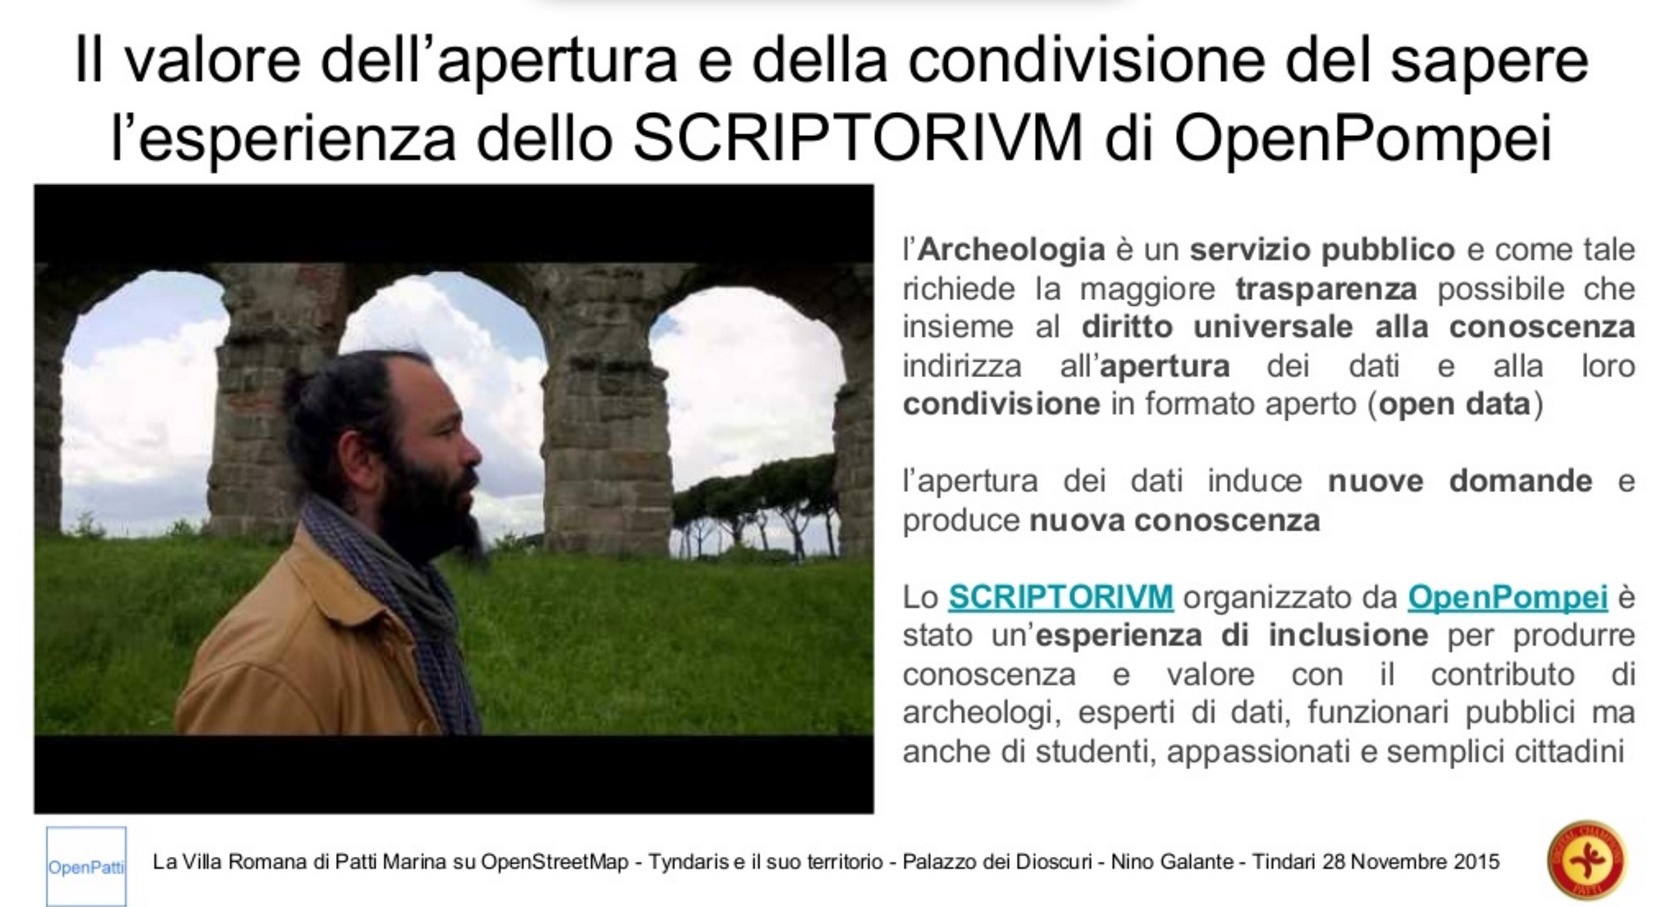 Il valore dell’apertura e della condivisione del sapere
l’esperienza dello SCRIPTORIVM di OpenPompei
l’Archeologia è un servizio pubblico e come tale
richiede la maggiore trasparenza possibile che
insieme al diritto universale alla conoscenza
indirizza all’apertura dei dati e alla loro
condivisione in formato aperto (open data)
l’apertura dei dati induce nuove domande e
produce nuova conoscenza
Lo SCRIPTORIVM organizzato da OpenPompei è
stato un’esperienza di inclusione per produrre
conoscenza e valore con il contributo di
archeologi, esperti di dati, funzionari pubblici ma
anche di studenti, appassionati e semplici cittadini
OpenPatti
La Villa Romana di Patti Marina su OpenStreetMap - Tyndaris e il suo territorio - Palazzo dei Dioscuri - Nino Galante - Tindari 28 Novembre 2015
DIGITAL CHAMPIONS
PATTI